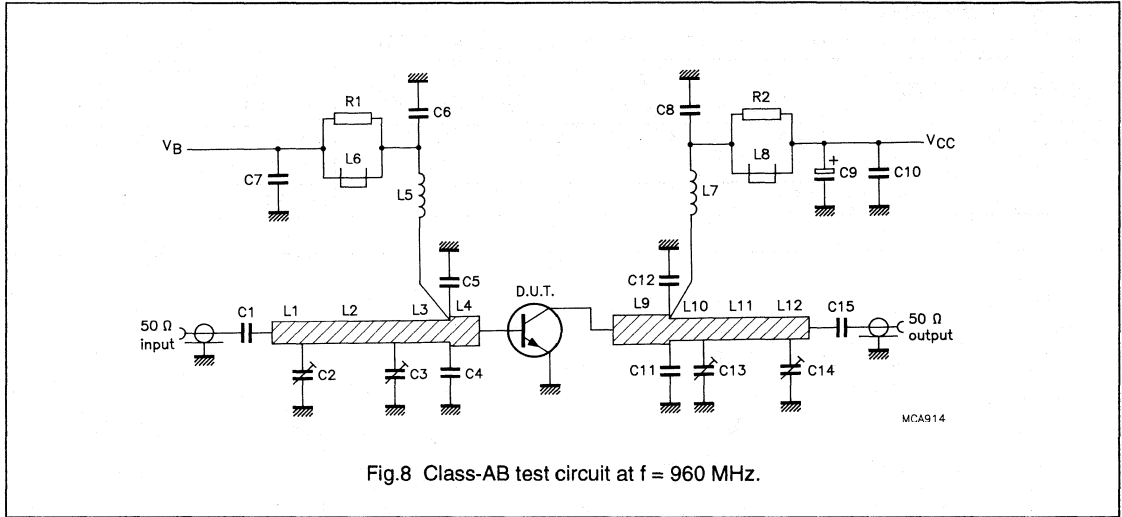 R1
C6
C8
R2
VB
L6
L8
VCC
C7
+
C9
C10
L5
L7
C5
C12
D.U.T.
50 Ω
input
C1
L1
L2
L3
L4
L9
L10
L11
L12
C15
50 Ω
output
C2
C3
C4
C11
C13
C14
MCA914
Fig.8 Class-AB test circuit at f = 960 MHz.